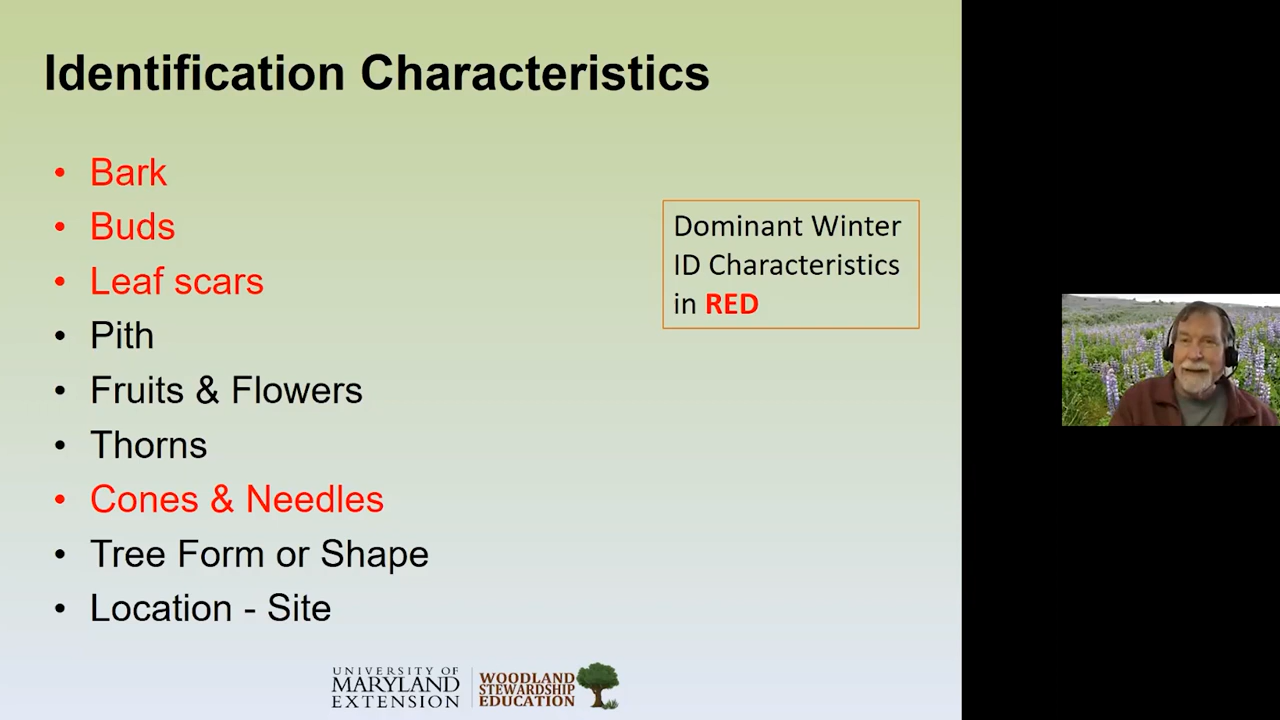 Identification Characteristics
• Bark
• Buds
• Leaf scars
• Pith
• Fruits & Flowers
• Thorns
• Cones & Needles
• Tree Form or Shape
• Location - Site
Dominant Winter
ID Characteristics
in RED
UNIVERSITY OF
MARYLAND
EXTENSION
WOODLAND
STEWARDSHIP
EDUCATION